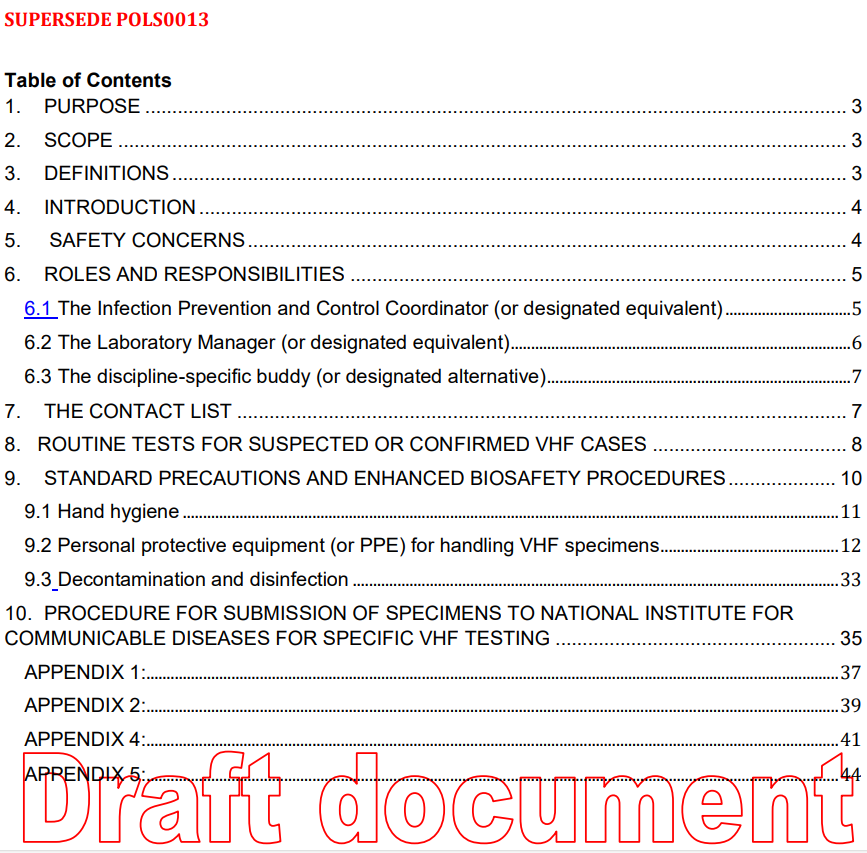 SUPERSEDE POLS0013
Table of Contents
1. PURPOSE ........................................................ 3
2. SCOPE ........................................................ 3
3. DEFINITIONS ........................................................ 3
4. INTRODUCTION ........................................................ 4
5. SAFETY CONCERNS ........................................................ 4
6. ROLES AND RESPONSIBILITIES ........................................................ 5
6.1 The Infection Prevention and Control Coordinator (or designated equivalent) ........................ 5
6.2 The Laboratory Manager (or designated equivalent) ........................................ 6
6.3 The discipline-specific buddy (or designated alternative) ........................................ 7
7. THE CONTACT LIST ........................................................ 7
8. ROUTINE TESTS FOR SUSPECTED OR CONFIRMED VHF CASES ........................ 8
9. STANDARD PRECAUTIONS AND ENHANCED BIOSAFETY PROCEDURES .................. 10
9.1 Hand hygiene ........................................................ 11
9.2 Personal protective equipment (or PPE) for handling VHF specimens ........................ 12
9.3 Decontamination and disinfection ........................................................ 33
10. PROCEDURE FOR SUBMISSION OF SPECIMENS TO NATIONAL INSTITUTE FOR
COMMUNICABLE DISEASES FOR SPECIFIC VHF TESTING ................................ 35
APPENDIX 1: ........................................................ 37
APPENDIX 2: ........................................................ 39
APPENDIX 4: ........................................................ 41
APPENDIX 5: ........................................................ 44
Draft document